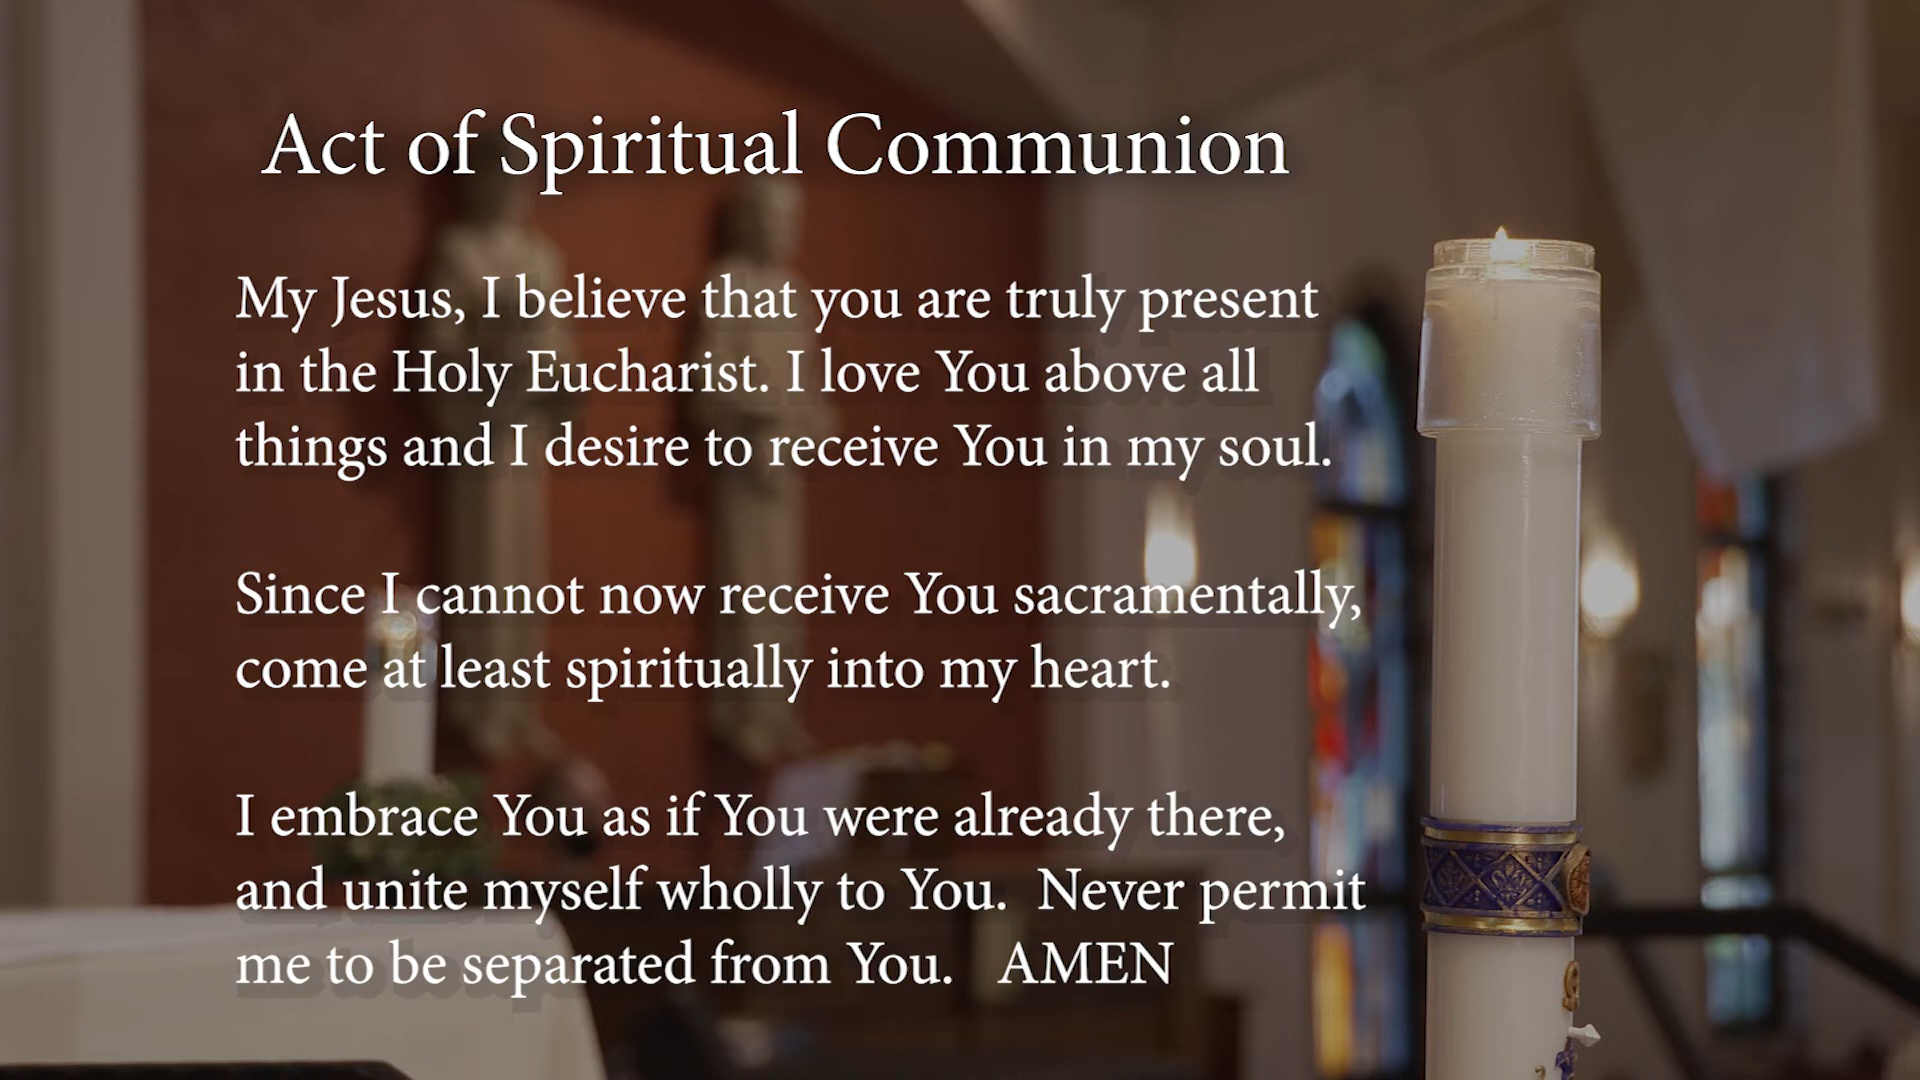 Act of Spiritual Communion
My Jesus, I believe that you are truly present
in the Holy Eucharist. I love You above all
things and I desire to receive You in my soul.
Since I cannot now receive You sacramentally,
come at least spiritually into my heart.
I embrace You as if You were already there,
and unite myself wholly to You.  Never permit
me to be separated from You.   AMEN